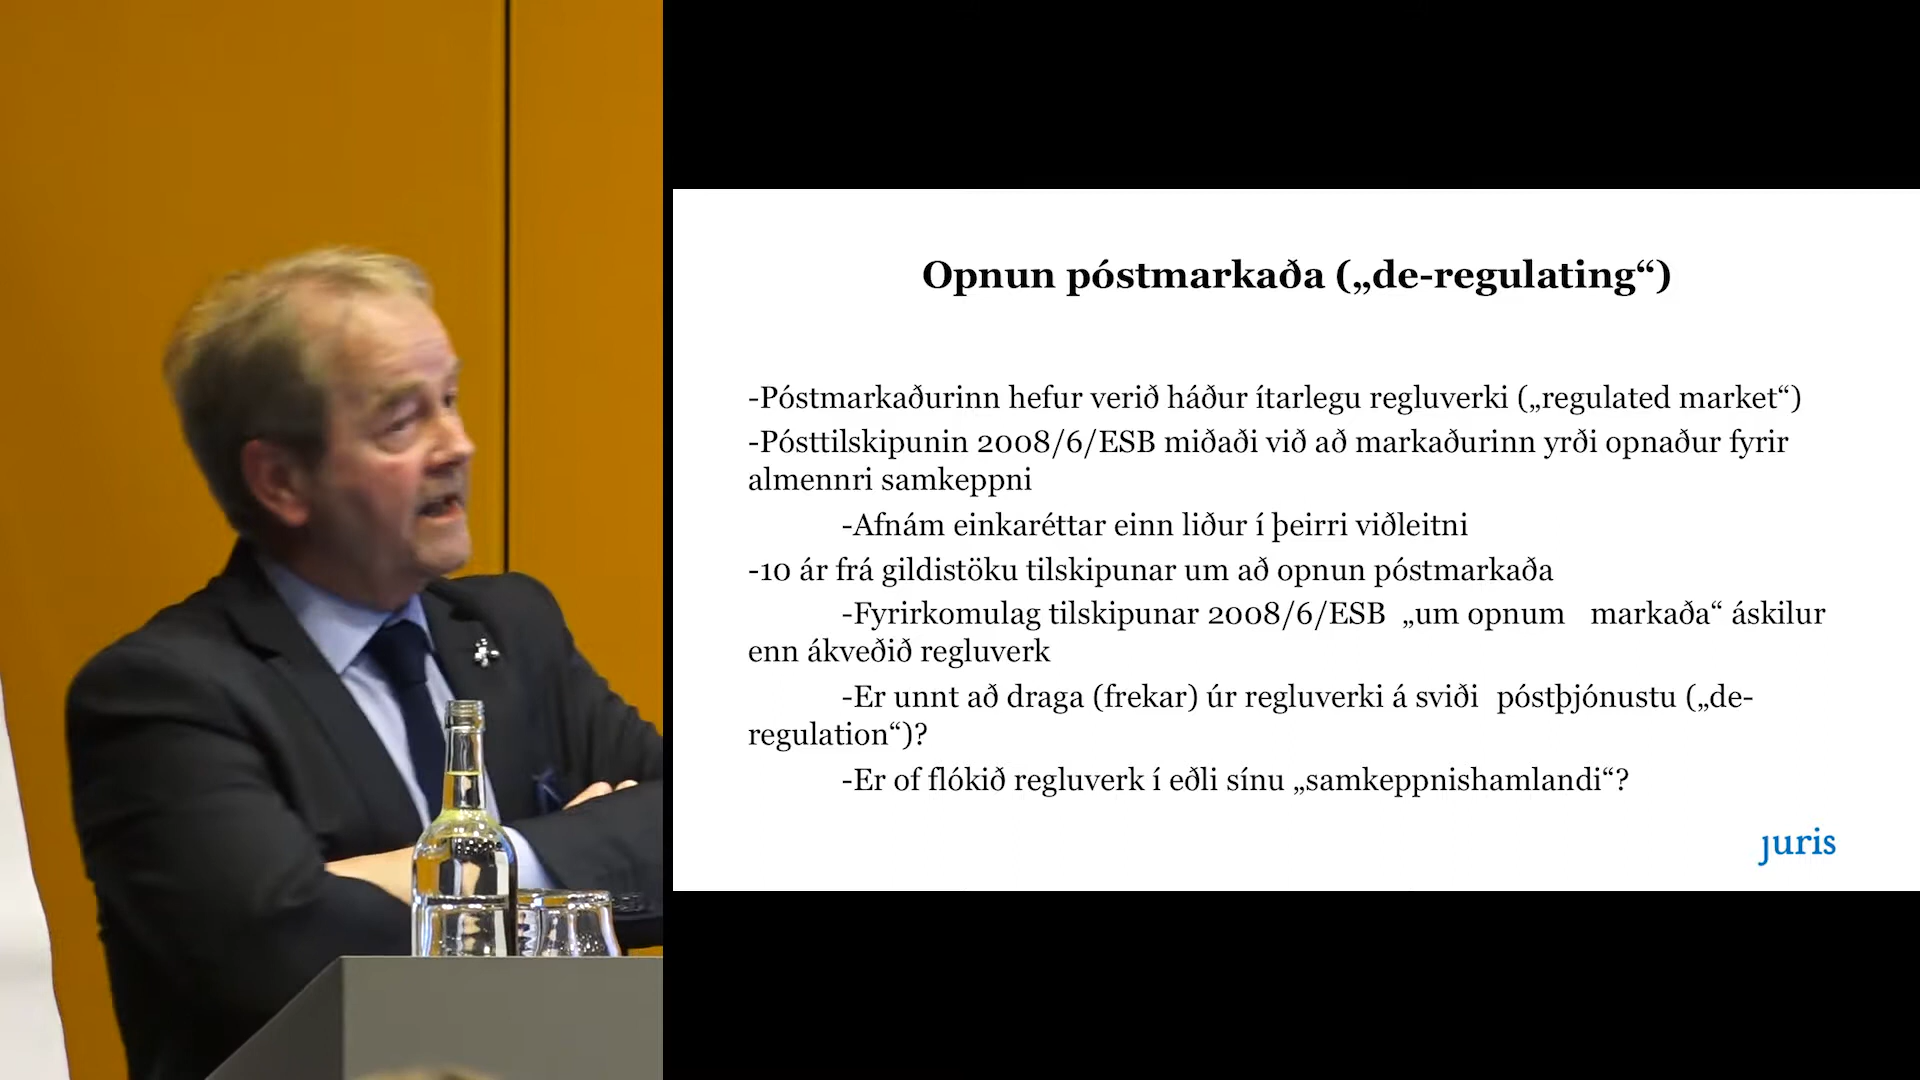 Opnun póstmarkaða („de-regulating“)
-Póstmarkaðurinn hefur verið háður ítarlegu regluverki („regulated market“)
-Pósttilskipunin 2008/6/ESB miðaði við að markaðurinn yrði opnaður fyrir
almennri samkeppni
-Afnám einkaréttar einn liður í þeirri viðleitni
-10 ár frá gildistöku tilskipunar um að opnun póstmarkaða
-Fyrirkomulag tilskipunar 2008/6/ESB „um opnum markaða“ áskilur
enn ákveðið regluverk
-Er unnt að draga (frekar) úr regluverki á sviði póstþjónustu („de-
regulation“)?
-Er of flókið regluverk í eðli sínu „samkeppnishamlandi“?
juris